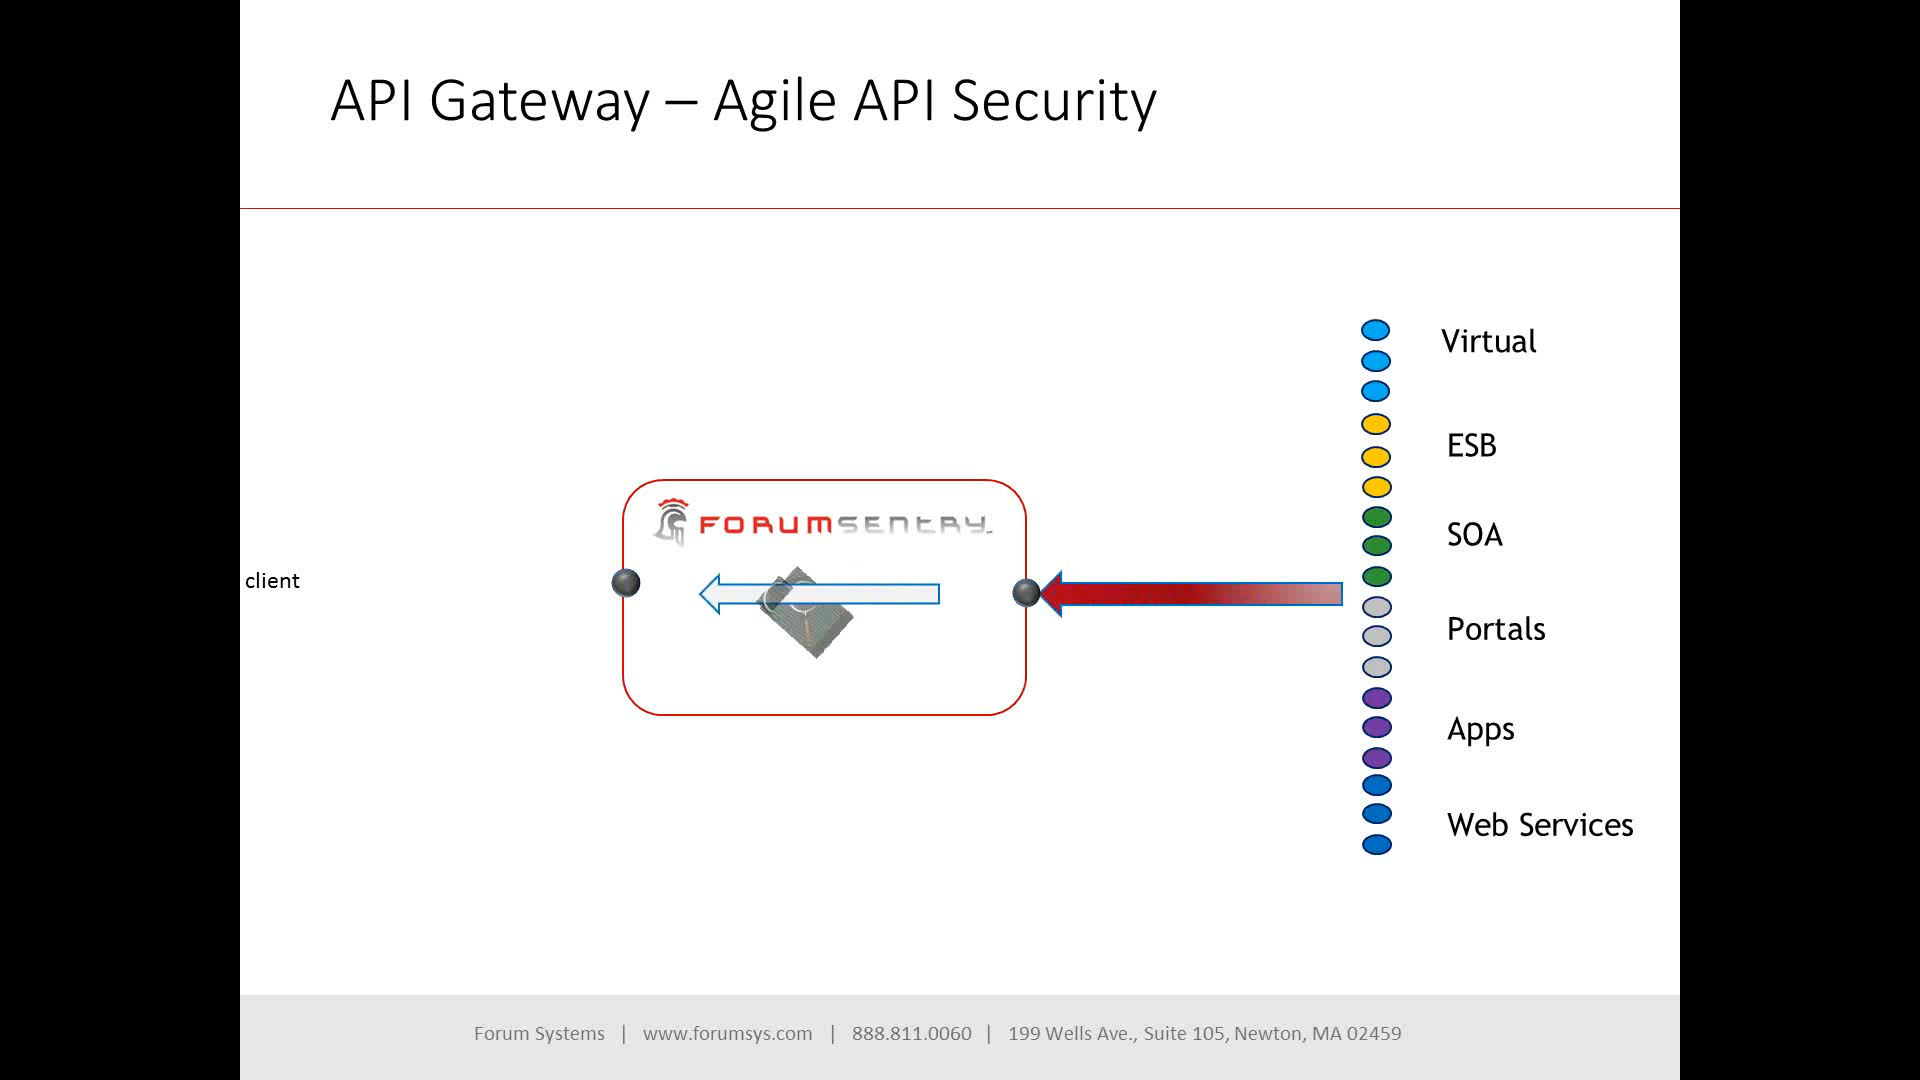 API Gateway – Agile API Security
Virtual
ESB
FORUMSENTRY
SOA
client
Portals
Apps
Web Services
Forum Systems | www.forumsys.com | 888.811.0060 | 199 Wells Ave., Suite 105, Newton, MA 02459